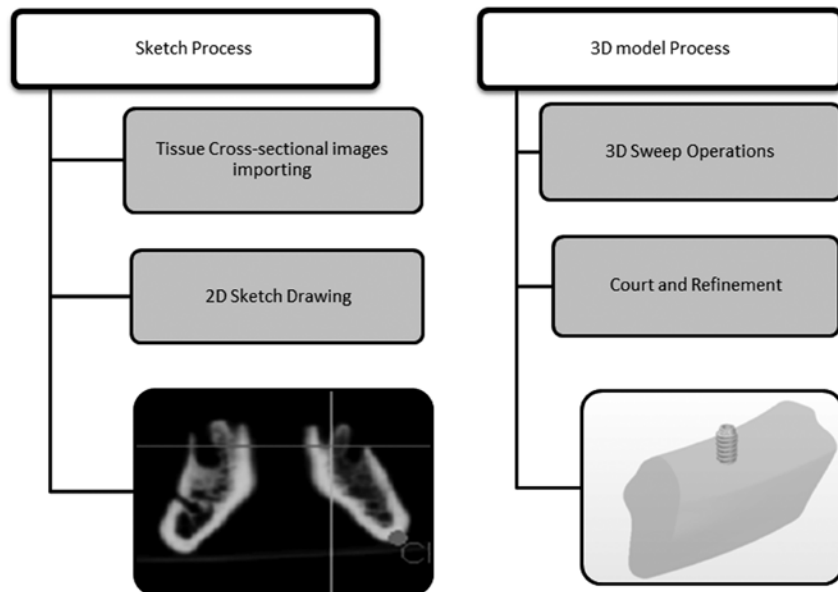 Sketch Process
Tissue Cross-sectional images
importing
2D Sketch Drawing
CI
3D model Process
3D Sweep Operations
Court and Refinement